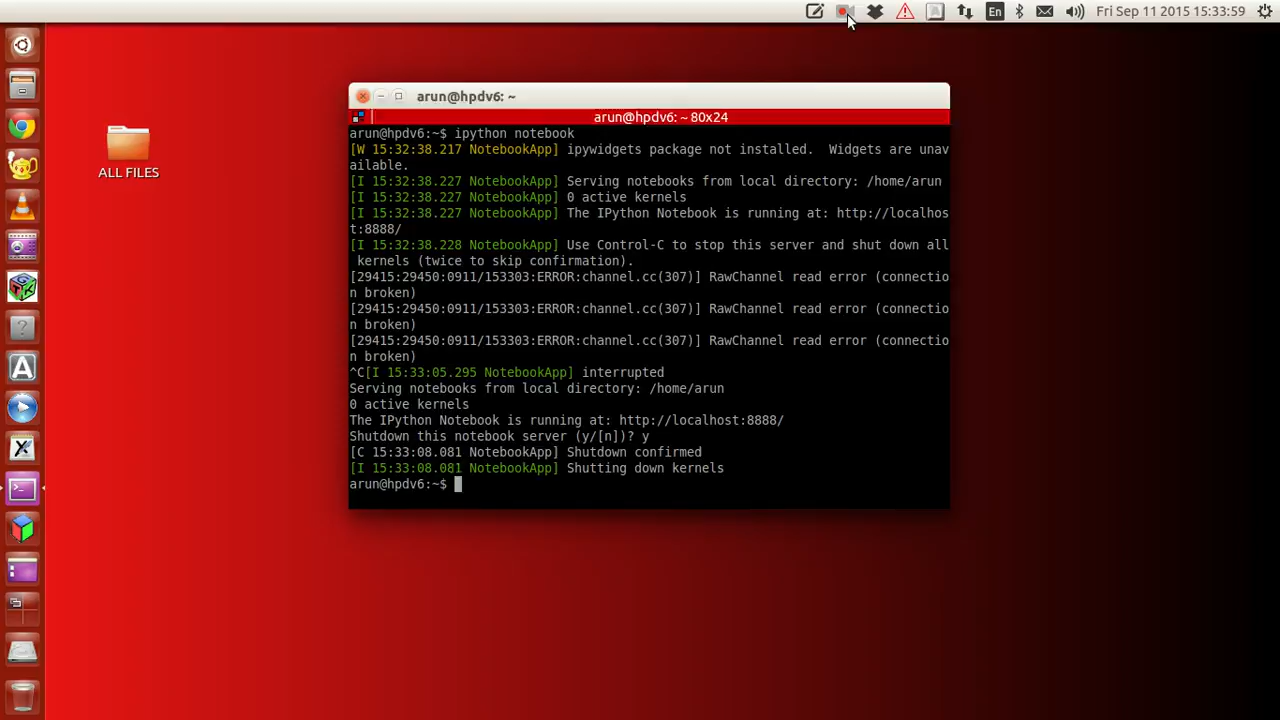 En
Fri Sep 11 2015 15:33:59
arun@hpdv6: ~
arun@hpdv6: ~ 80x24
ALL FILES
arun@hpdv6:~$ ipython notebook
[W 15:32:38.217 NotebookApp] ipywidgets package not installed.  Widgets are unav
ailable.
[I 15:32:38.227 NotebookApp] Serving notebooks from local directory: /home/arun
[I 15:32:38.227 NotebookApp] 0 active kernels
[I 15:32:38.227 NotebookApp] The IPython Notebook is running at: http://localhos
t:8888/
[I 15:32:38.228 NotebookApp] Use Control-C to stop this server and shut down all
 kernels (twice to skip confirmation).
[29415:29450:0911/153303:ERROR:channel.cc(307)] RawChannel read error (connectio
n broken)
[29415:29450:0911/153303:ERROR:channel.cc(307)] RawChannel read error (connectio
n broken)
[29415:29450:0911/153303:ERROR:channel.cc(307)] RawChannel read error (connectio
n broken)
^C[I 15:33:05.295 NotebookApp] interrupted
Serving notebooks from local directory: /home/arun
0 active kernels
The IPython Notebook is running at: http://localhost:8888/
Shutdown this notebook server (y/[n])? y
[C 15:33:08.081 NotebookApp] Shutdown confirmed
[I 15:33:08.081 NotebookApp] Shutting down kernels
arun@hpdv6:~$